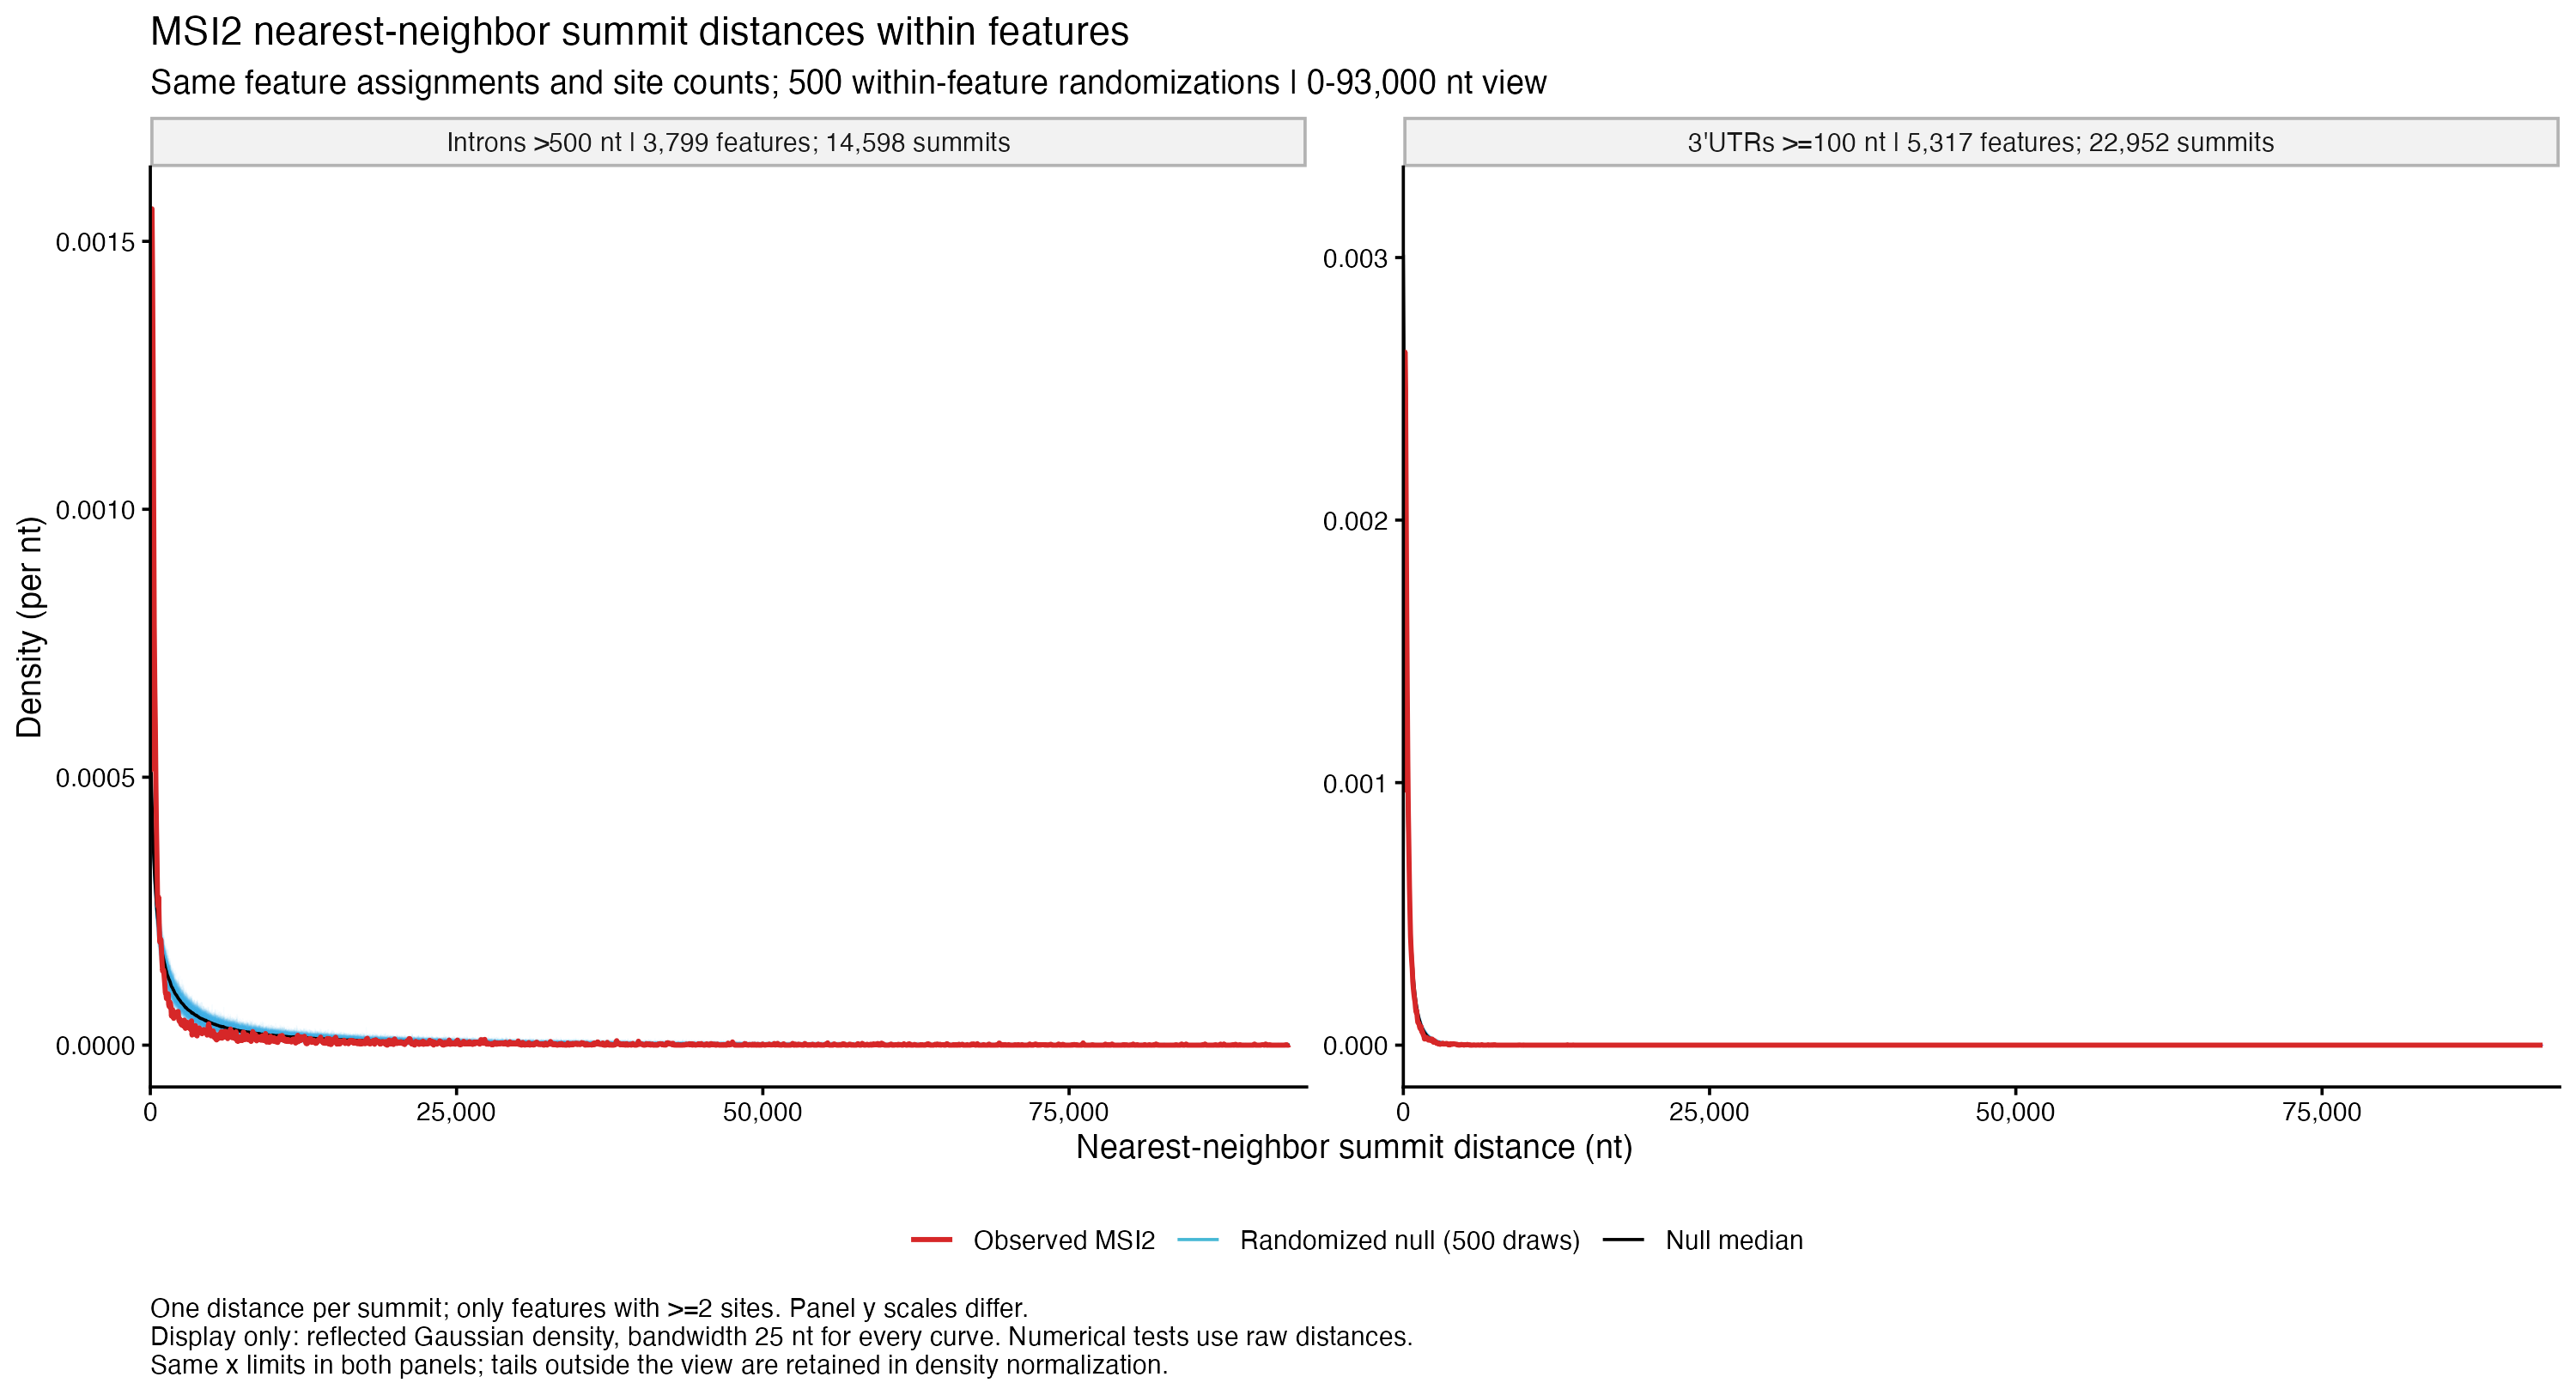 MSI2 nearest-neighbor summit distances within features
Same feature assignments and site counts; 500 within-feature randomizations | 0-93,000 nt view
Introns >500 nt | 3,799 features; 14,598 summits
3'UTRs >=100 nt | 5,317 features; 22,952 summits
Density (per nt)
0.0015
0.0010
0.0005
0.0000
0.003
0.002
0.001
0.000
0
25,000
50,000
75,000
0
25,000
50,000
75,000
Nearest-neighbor summit distance (nt)
Observed MSI2
Randomized null (500 draws)
Null median
One distance per summit; only features with >=2 sites. Panel y scales differ.
Display only: reflected Gaussian density, bandwidth 25 nt for every curve. Numerical tests use raw distances.
Same x limits in both panels; tails outside the view are retained in density normalization.